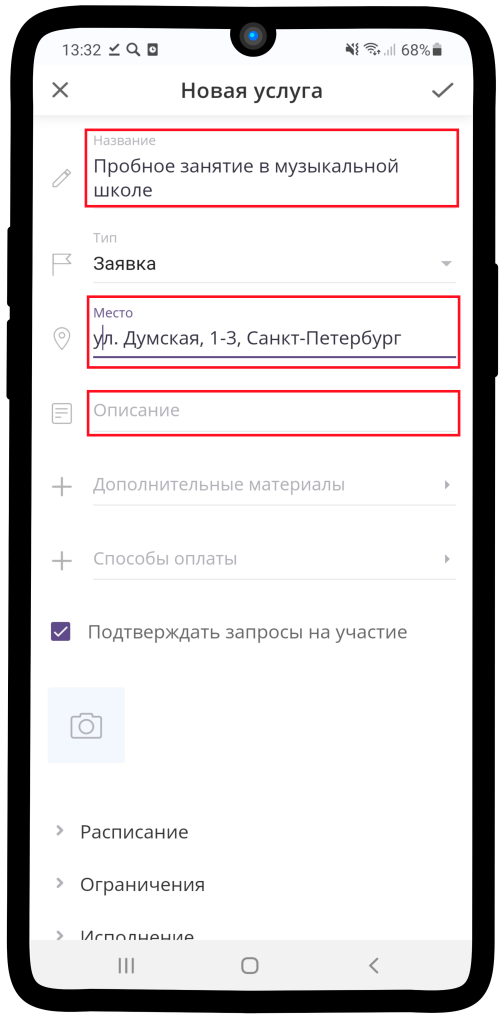 13:32 68%
Новая услуга
Название
Пробное занятие в музыкальной
школе
Тип
Заявка
Место
ул. Думская, 1-3, Санкт-Петербург
Описание
Дополнительные материалы
Способы оплаты
Подтверждать запросы на участие
Расписание
Ограничения
Исполнение